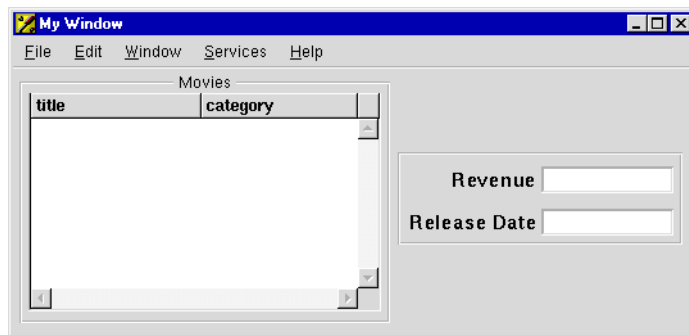 My Window
File Edit Window Services Help
Movies
title category
Revenue
Release Date